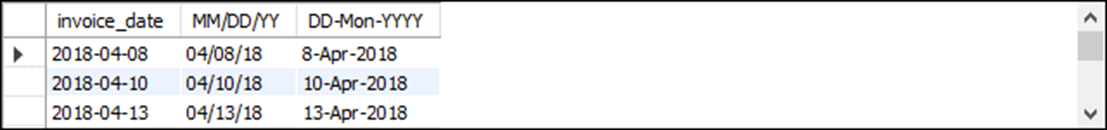 invoice_date MM/DD/YY DD-Mon-YYYY
2018-04-08 04/08/18 8-Apr-2018
2018-04-10 04/10/18 10-Apr-2018
2018-04-13 04/13/18 13-Apr-2018